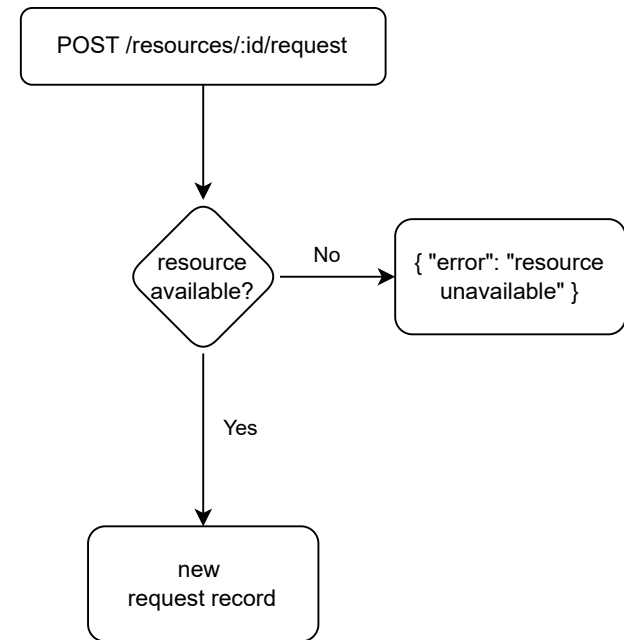 POST /resources/:id/request
resource
available?
No
{ "error": "resource
unavailable" }
Yes
new
request record